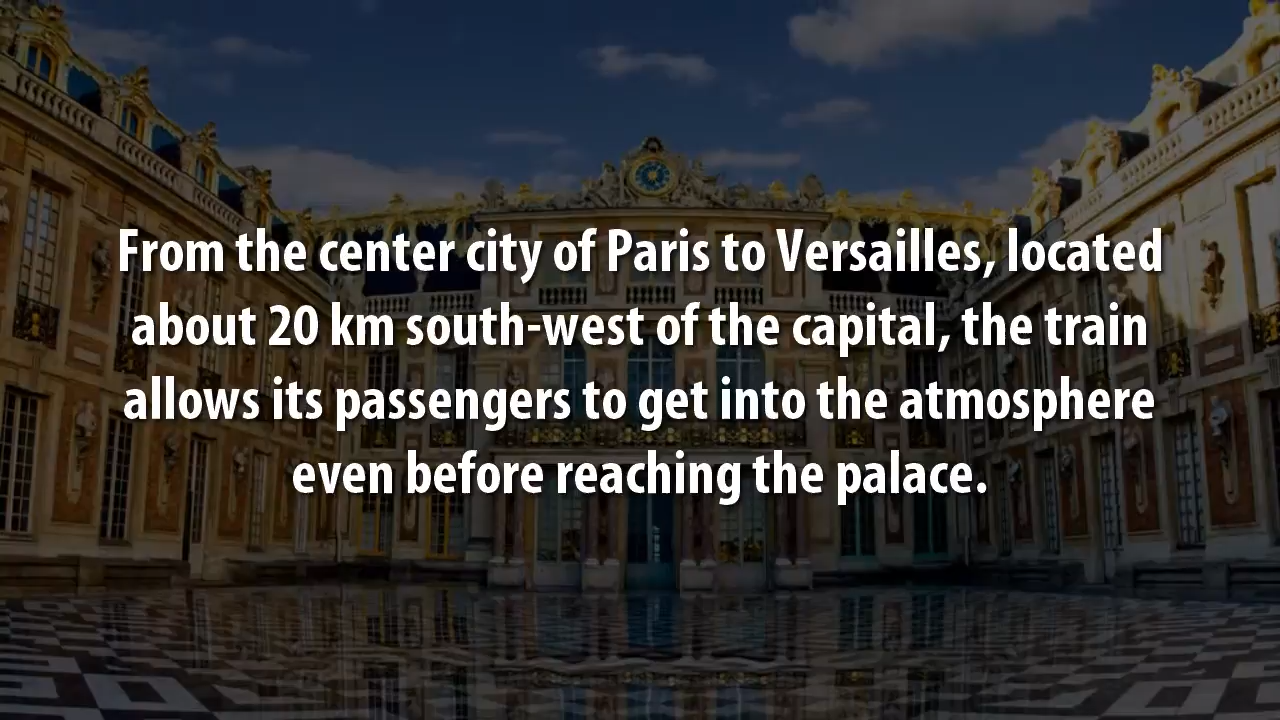 From the center city of Paris to Versailles, located
about 20 km south-west of the capital, the train
allows its passengers to get into the atmosphere
even before reaching the palace.